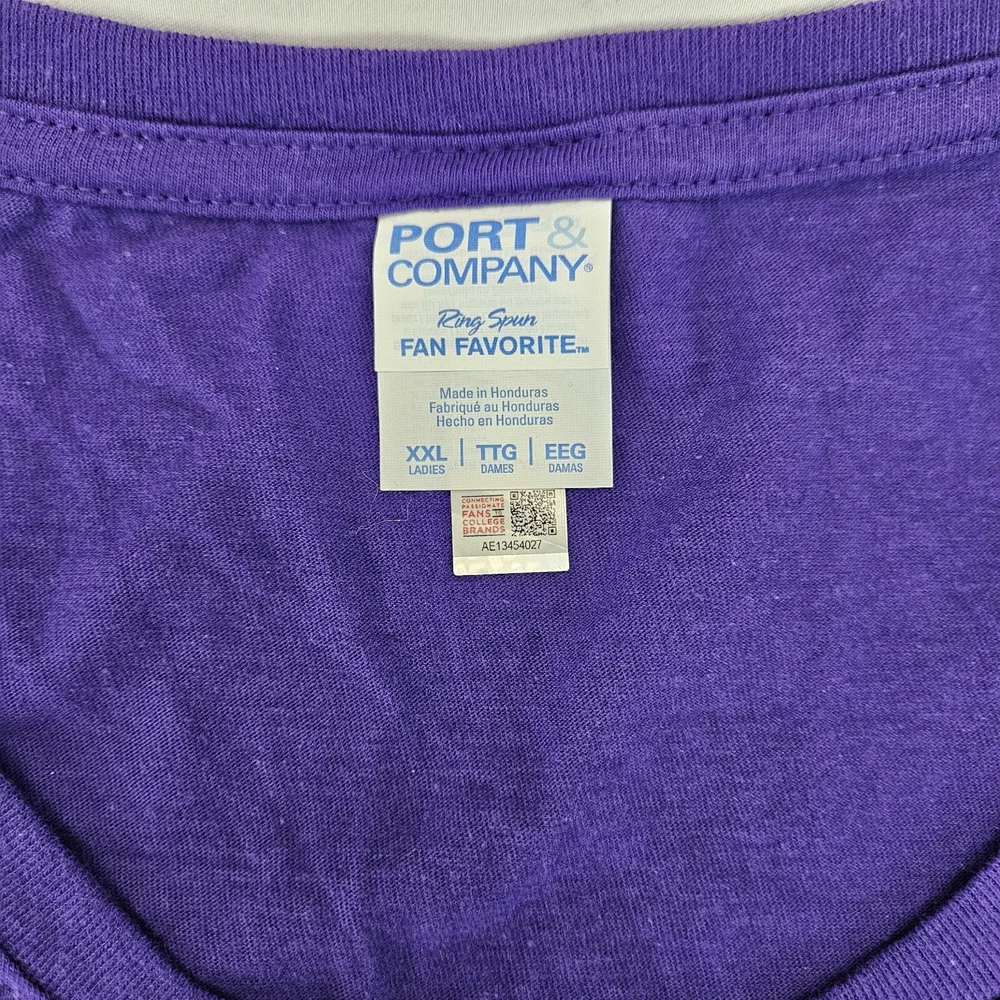 PORT &
COMPANY®
Ring Spun
FAN FAVORITE™
Made in Honduras
Fabriqué au Honduras
Hecho en Honduras
XXL | TTG | EEG
LADIES DAMES DAMAS
CONNECTING
PASSIONATE
FANS
COLLEGE
BRANDS
AE13454027